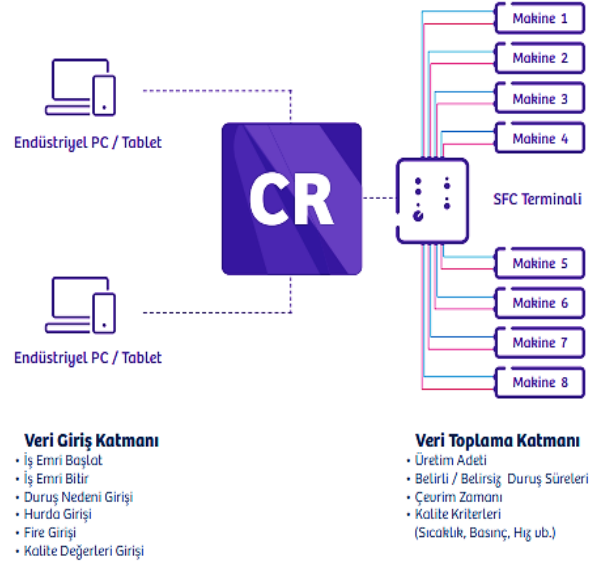 Makine 1
Makine 2
Makine 3
Makine 4
Endüstriyel PC / Tablet
CR
SFC Terminali
Makine 5
Makine 6
Makine 7
Makine 8
Endüstriyel PC / Tablet
Veri Giriş Katmanı
• İş Emri Başlat
• İş Emri Bitir
• Duruş Nedeni Girişi
• Hurda Girişi
• Fire Girişi
• Kalite Değerleri Girişi
Veri Toplama Katmanı
• Üretim Adeti
• Belirli / Belirsiz Duruş Süreleri
• Çevrim Zamanı
• Kalite Kriterleri
(Sıcaklık, Basınç, Hız vb.)